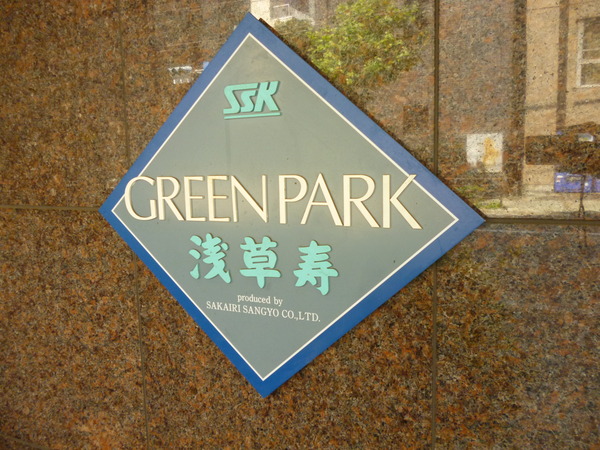 SSK
GREEN PARK
浅草寿
produced by
SAKAIRI SANGYO CO.,LTD.